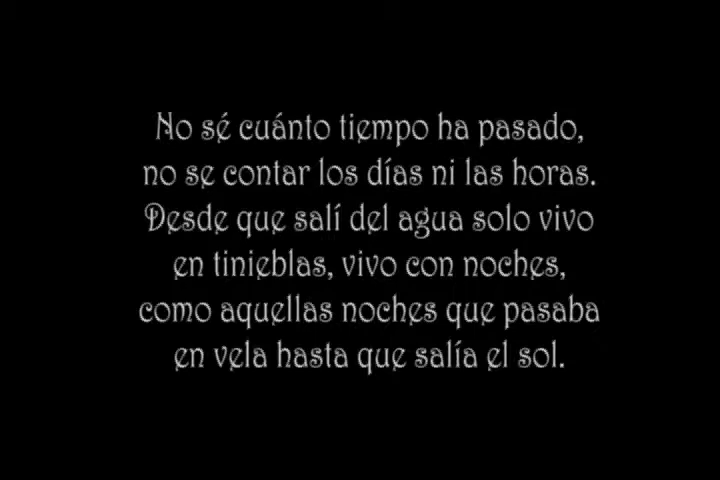 No sé cuánto tiempo ha pasado,
no se contar los días ni las horas.
Desde que salí del agua solo vivo
en tinieblas, vivo con noches,
como aquellas noches que pasaba
en vela hasta que salía el sol.